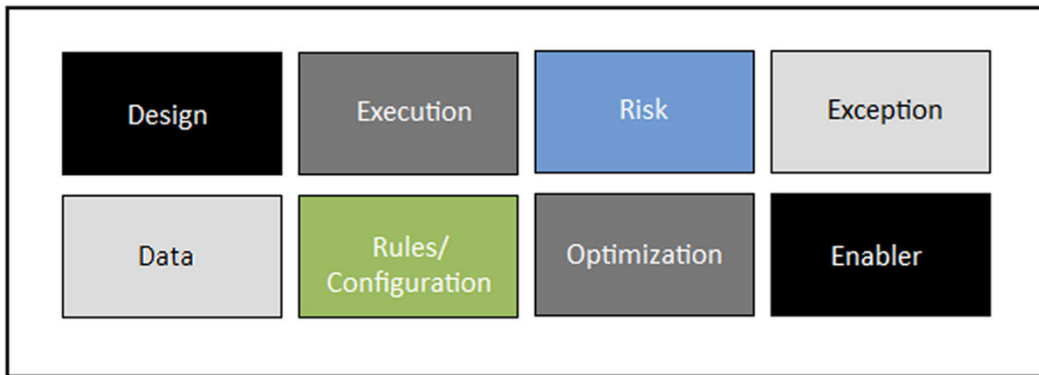 Design
Execution
Risk
Exception
Data
Rules/
Configuration
Optimization
Enabler